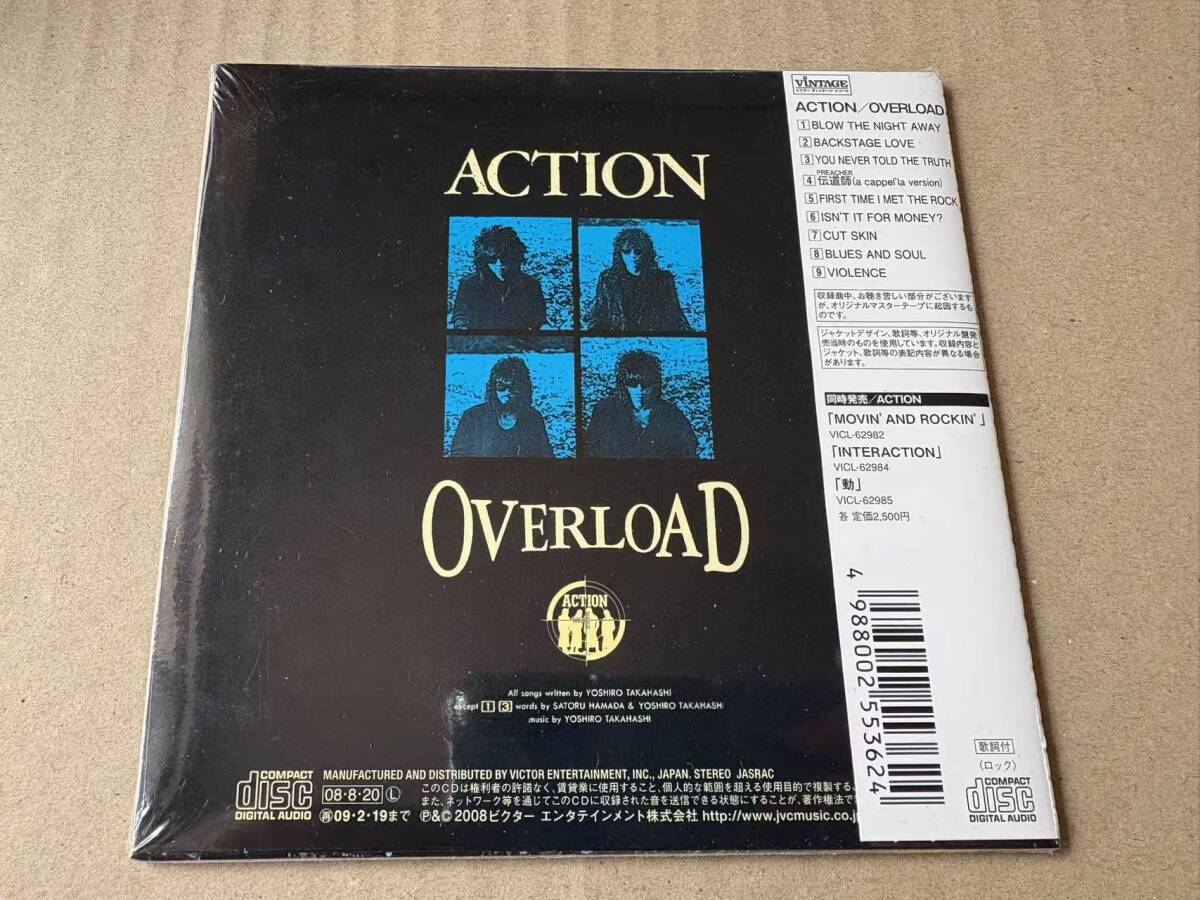 ACTION
OVERLOAD
ACTION
All songs written by YOSHIRO TAKAHASHI
except 1 3 words by SATORU HAMADA & YOSHIRO TAKAHASHI
music by YOSHIRO TAKAHASHI
COMPACT
disc
DIGITAL AUDIO
MANUFACTURED AND DISTRIBUTED BY VICTOR ENTERTAINMENT, INC., JAPAN. STEREO JASRAC
08・8・20 L
このCDは権利者の許諾なく、賃貸業に使用すること、個人的な範囲を超える使用目的で複製する
また、ネットワーク等を通じてこのCDに収録された音を送信できる状態にすることが、著作権法で
再 09・2・19まで ℗&© 2008ビクター エンタテインメント株式会社 http://www.jvcmusic.co.j
VINTAGE
ACTION/OVERLOAD
1 BLOW THE NIGHT AWAY
2 BACKSTAGE LOVE
3 YOU NEVER TOLD THE TRUTH
PREACHER
4 伝道師(a cappel'la version)
5 FIRST TIME I MET THE ROCK
6 ISN'T IT FOR MONEY?
7 CUT SKIN
8 BLUES AND SOUL
9 VIOLENCE
収録曲中、お聴き苦しい部分がございます
が、オリジナルマスターテープに起因するも
のです。
ジャケットデザイン、歌詞等、オリジナル盤発
売当時のものを使用しています。収録内容と
ジャケット、歌詞等の表記内容が異なる場合
があります。
同時発売/ACTION
「MOVIN' AND ROCKIN'」
VICL-62982
「INTERACTION」
VICL-62984
「動」
VICL-62985
各 定価2,500円
4 988002 553624
歌詞付
〈ロック〉
COMPACT
disc
DIGITAL AUDIO